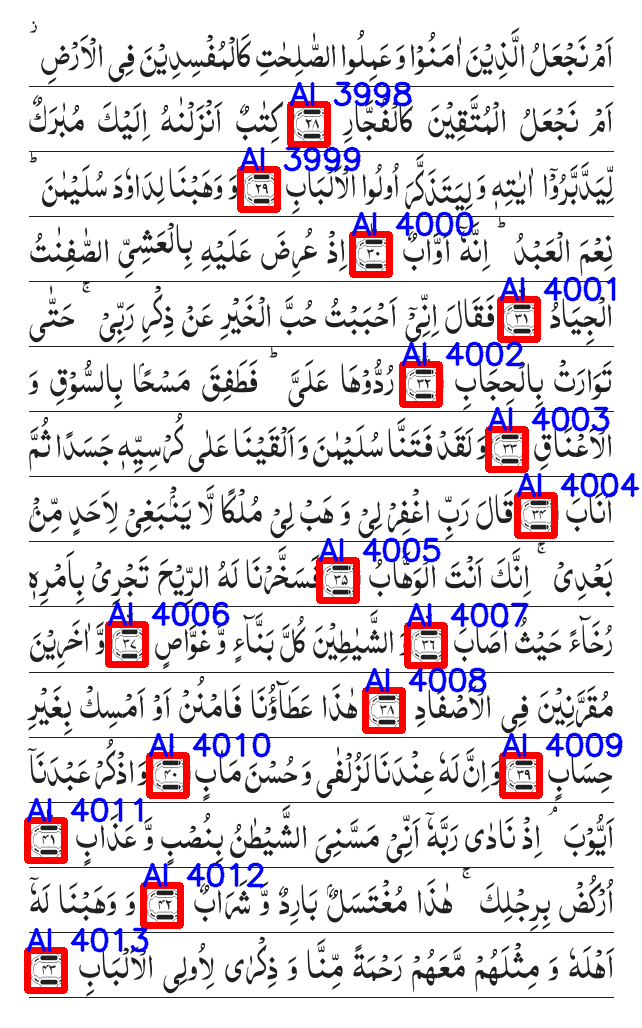 اَمْ نَجْعَلُ الَّذِيْنَ اٰمَنُوْا وَ عَمِلُوا الصّٰلِحٰتِ كَالْمُفْسِدِيْنَ فِى الْاَرْضِ ز
اَمْ نَجْعَلُ الْمُتَّقِيْنَ كَالْفُجَّارِ ۲۸ AI 3998 كِتٰبٌ اَنْزَلْنٰهُ اِلَيْكَ مُبٰرَكٌ
لِّيَدَّبَّرُوْۤا اٰيٰتِهٖ وَ لِيَتَذَكَّرَ اُولُوا الْاَلْبَابِ ۲۹ AI 3999 وَ وَهَبْنَا لِدَاوٗدَ سُلَيْمٰنَ ؕ
نِعْمَ الْعَبْدُ ؕ اِنَّهٗۤ اَوَّابٌ ۳۰ AI 4000 اِذْ عُرِضَ عَلَيْهِ بِالْعَشِىِّ الصّٰفِنٰتُ
الْجِيَادُ ۳۱ AI 4001 فَقَالَ اِنِّىْۤ اَحْبَبْتُ حُبَّ الْخَيْرِ عَنْ ذِكْرِ رَبِّىْ ۚ حَتّٰى
تَوَارَتْ بِالْحِجَابِ ۳۲ AI 4002 رُدُّوْهَا عَلَىَّ ؕ فَطَفِقَ مَسْحًۢا بِالسُّوْقِ وَ
الْاَعْنَاقِ ۳۳ AI 4003 وَ لَقَدْ فَتَنَّا سُلَيْمٰنَ وَ اَلْقَيْنَا عَلٰى كُرْسِيِّهٖ جَسَدًا ثُمَّ
اَنَابَ ۳۴ AI 4004 قَالَ رَبِّ اغْفِرْ لِىْ وَ هَبْ لِىْ مُلْكًا لَّا يَنْۢبَغِىْ لِاَحَدٍ مِّنْۢ
بَعْدِىْ ۚ اِنَّكَ اَنْتَ الْوَهَّابُ ۳۵ AI 4005 فَسَخَّرْنَا لَهُ الرِّيْحَ تَجْرِىْ بِاَمْرِهٖ
رُخَآءً حَيْثُ اَصَابَ ۳۶ AI 4007 وَ الشَّيٰطِيْنَ كُلَّ بَنَّآءٍ وَّ غَوَّاصٍ ۳۷ AI 4006 وَّ اٰخَرِيْنَ
مُقَرَّنِيْنَ فِى الْاَصْفَادِ ۳۸ AI 4008 هٰذَا عَطَآؤُنَا فَامْنُنْ اَوْ اَمْسِكْ بِغَيْرِ
حِسَابٍ ۳۹ AI 4009 وَ اِنَّ لَهٗ عِنْدَنَا لَزُلْفٰى وَ حُسْنَ مَاٰبٍ ۴۰ AI 4010 وَ اذْكُرْ عَبْدَنَاۤ
اَيُّوْبَ ۘ اِذْ نَادٰى رَبَّهٗۤ اَنِّىْ مَسَّنِىَ الشَّيْطٰنُ بِنُصْبٍ وَّ عَذَابٍ ۴۱ AI 4011
اُرْكُضْ بِرِجْلِكَ ۚ هٰذَا مُغْتَسَلٌۢ بَارِدٌ وَّ شَرَابٌ ۴۲ AI 4012 وَ وَهَبْنَا لَهٗۤ
اَهْلَهٗ وَ مِثْلَهُمْ مَّعَهُمْ رَحْمَةً مِّنَّا وَ ذِكْرٰى لِاُولِى الْاَلْبَابِ ۴۳ AI 4013